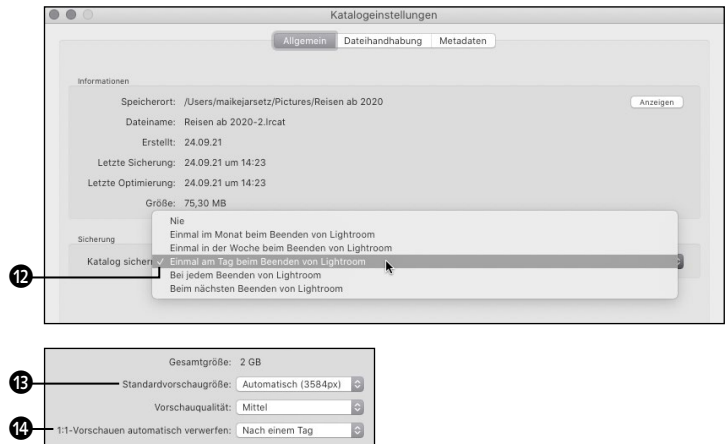 Katalogeinstellungen
Allgemein Dateihandhabung Metadaten
Informationen
Speicherort: /Users/maikejarsetz/Pictures/Reisen ab 2020 Anzeigen
Dateiname: Reisen ab 2020-2.lrcat
Erstellt: 24.09.21
Letzte Sicherung: 24.09.21 um 14:23
Letzte Optimierung: 24.09.21 um 14:23
Größe: 75,30 MB
Nie
Einmal im Monat beim Beenden von Lightroom
Sicherung
Einmal in der Woche beim Beenden von Lightroom
12 Katalog sichern ✓ Einmal am Tag beim Beenden von Lightroom
Bei jedem Beenden von Lightroom
Beim nächsten Beenden von Lightroom
Gesamtgröße: 2 GB
13 Standardvorschaugröße: Automatisch (3584px)
Vorschauqualität: Mittel
14 1:1-Vorschauen automatisch verwerfen: Nach einem Tag